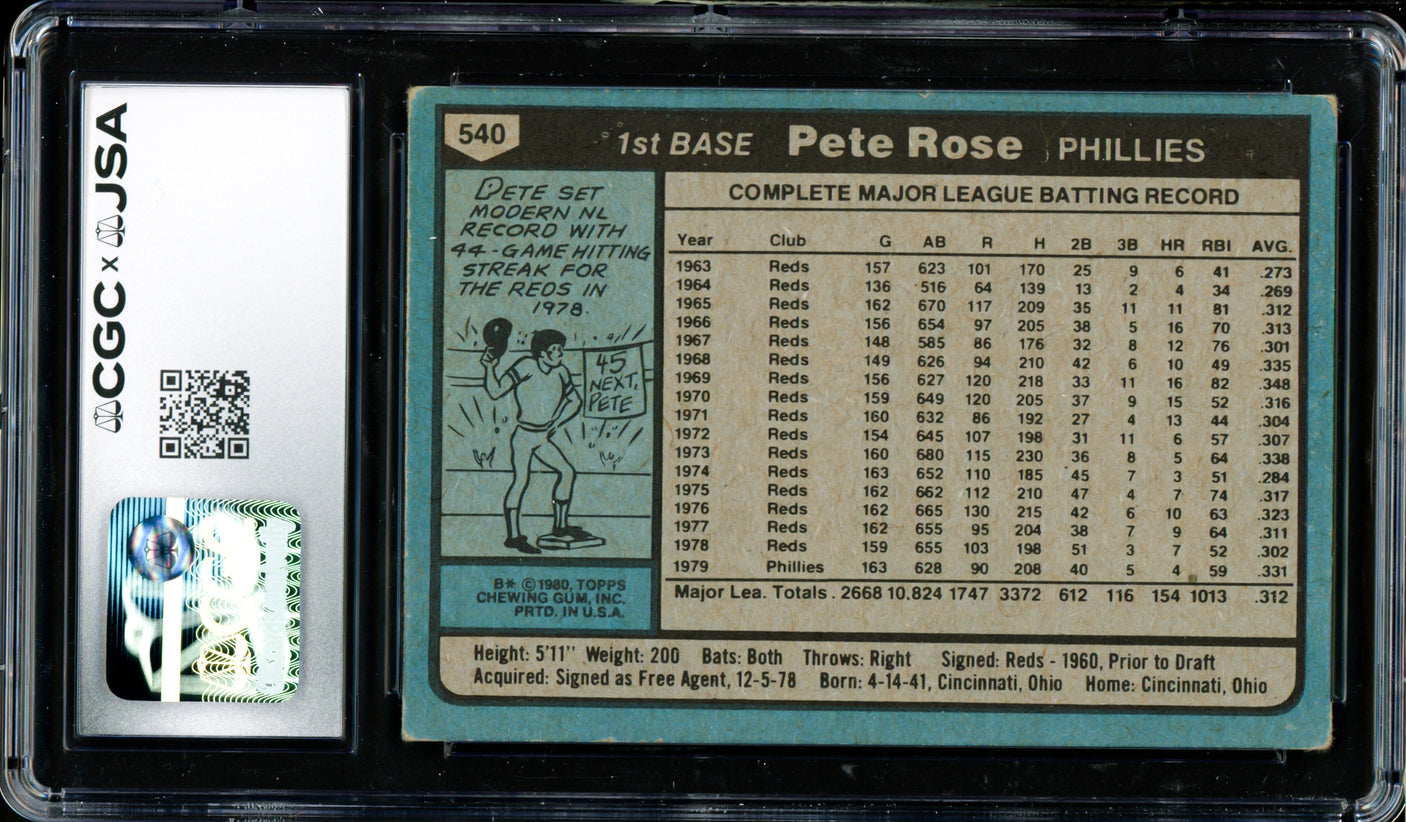 CGC x JSA
540
1st BASE Pete Rose PHILLIES
PETE SET
MODERN NL
RECORD WITH
44-GAME HITTING
STREAK FOR
THE REDS IN
1978.
45
NEXT,
PETE
B* ©1980, TOPPS
CHEWING GUM, INC.
PRTD. IN U.S.A.
COMPLETE MAJOR LEAGUE BATTING RECORD
Year Club G AB R H 2B 3B HR RBI AVG.
1963 Reds 157 623 101 170 25 9 6 41 .273
1964 Reds 136 516 64 139 13 2 4 34 .269
1965 Reds 162 670 117 209 35 11 11 81 .312
1966 Reds 156 654 97 205 38 5 16 70 .313
1967 Reds 148 585 86 176 32 8 12 76 .301
1968 Reds 149 626 94 210 42 6 10 49 .335
1969 Reds 156 627 120 218 33 11 16 82 .348
1970 Reds 159 649 120 205 37 9 15 52 .316
1971 Reds 160 632 86 192 27 4 13 44 .304
1972 Reds 154 645 107 198 31 11 6 57 .307
1973 Reds 160 680 115 230 36 8 5 64 .338
1974 Reds 163 652 110 185 45 7 3 51 .284
1975 Reds 162 662 112 210 47 4 7 74 .317
1976 Reds 162 665 130 215 42 6 10 63 .323
1977 Reds 162 655 95 204 38 7 9 64 .311
1978 Reds 159 655 103 198 51 3 7 52 .302
1979 Phillies 163 628 90 208 40 5 4 59 .331
Major Lea. Totals . 2668 10.824 1747 3372 612 116 154 1013 .312
Height: 5'11" Weight: 200 Bats: Both Throws: Right Signed: Reds - 1960, Prior to Draft
Acquired: Signed as Free Agent, 12-5-78 Born: 4-14-41, Cincinnati, Ohio Home: Cincinnati, Ohio